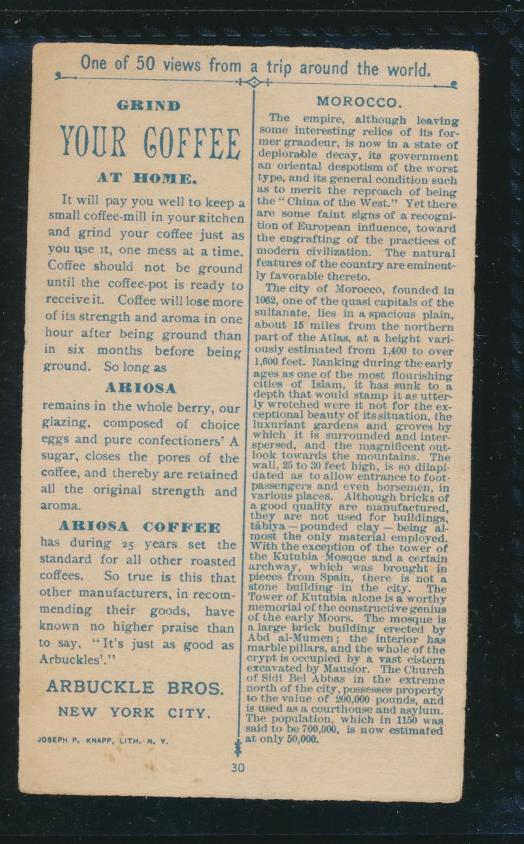 One of 50 views from a trip around the world.
GRIND
YOUR COFFEE
AT HOME.
It will pay you well to keep a
small coffee-mill in your kitchen
and grind your coffee just as
you use it, one mess at a time.
Coffee should not be ground
until the coffee-pot is ready to
receive it. Coffee will lose more
of its strength and aroma in one
hour after being ground than
in six months before being
ground. So long as
ARIOSA
remains in the whole berry, our
glazing, composed of choice
eggs and pure confectioners' A
sugar, closes the pores of the
coffee, and thereby are retained
all the original strength and
aroma.
ARIOSA COFFEE
has during 25 years set the
standard for all other roasted
coffees. So true is this that
other manufacturers, in recom-
mending their goods, have
known no higher praise than
to say, "It's just as good as
Arbuckles'."
ARBUCKLE BROS.
NEW YORK CITY.
JOSEPH P. KNAPP, LITH. N. Y.
MOROCCO.
The empire, although leaving
some interesting relics of its for-
mer grandeur, is now in a state of
deplorable decay, its government
an oriental despotism of the worst
type, and its general condition such
as to merit the reproach of being
the "China of the West." Yet there
are some faint signs of a recogni-
tion of European influence, toward
the engrafting of the practices of
modern civilization. The natural
features of the country are eminent-
ly favorable thereto.
The city of Morocco, founded in
1062, one of the quasi capitals of the
sultanate, lies in a spacious plain,
about 15 miles from the northern
part of the Atlas, at a height vari-
ously estimated from 1,400 to over
1,600 feet. Ranking during the early
ages as one of the most flourishing
cities of Islam, it has sunk to a
depth that would stamp it as utter-
ly wretched were it not for the ex-
ceptional beauty of its situation, the
luxuriant gardens and groves by
which it is surrounded and inter-
spersed, and the magnificent out-
look towards the mountains. The
wall, 25 to 30 feet high, is so dilapi-
dated as to allow entrance to foot-
passengers and even horsemen, in
various places. Although bricks of
a good quality are manufactured,
they are not used for buildings,
tábiya — pounded clay — being al-
most the only material employed.
With the exception of the tower of
the Kutubia Mosque and a certain
archway, which was brought in
pieces from Spain, there is not a
stone building in the city. The
Tower of Kutubia alone is a worthy
memorial of the constructive genius
of the early Moors. The mosque is
a large brick building erected by
Abd al-Mumen; the interior has
marble pillars, and the whole of the
crypt is occupied by a vast cistern
excavated by Mausior. The Church
of Sidi Bel Abbas in the extreme
north of the city, possesses property
to the value of 200,000 pounds, and
is used as a courthouse and asylum.
The population, which in 1150 was
said to be 700,000, is now estimated
at only 50,000.
30